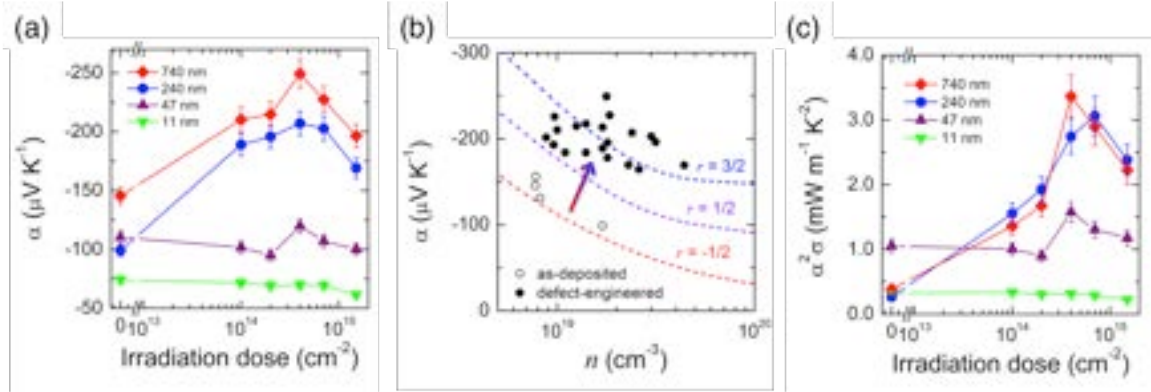 (a)
-250
-200
-150
-100
-50
α (μV K⁻¹)
740 nm
240 nm
47 nm
11 nm
0 10¹³ 10¹⁴ 10¹⁵
Irradiation dose (cm⁻²)
(b)
-300
-200
-100
0
α (μV K⁻¹)
r = 3/2
r = 1/2
r = -1/2
as-deposited
defect-engineered
10¹⁹ 10²⁰
n (cm⁻³)
(c)
4.0
3.0
2.0
1.0
0.0
α² σ (mW m⁻¹ K⁻²)
740 nm
240 nm
47 nm
11 nm
0 10¹³ 10¹⁴ 10¹⁵
Irradiation dose (cm⁻²)